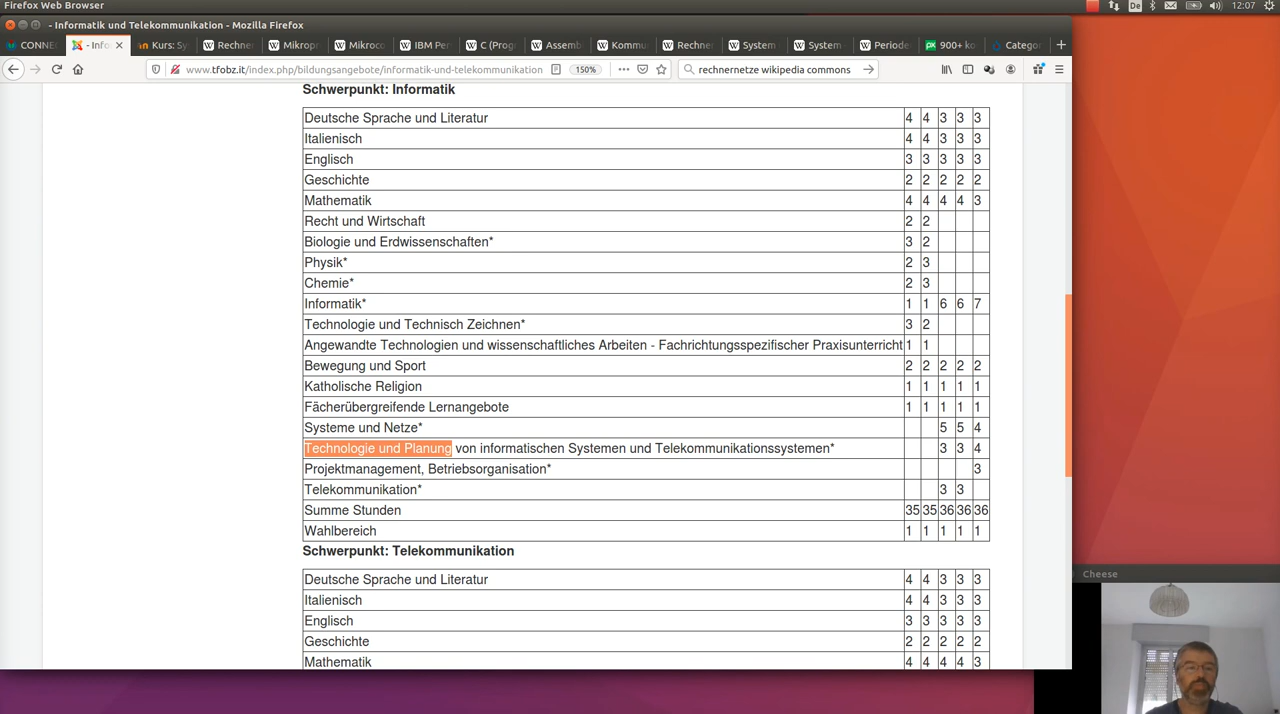 Firefox Web Browser
De
12:07
- Informatik und Telekommunikation - Mozilla Firefox
CONNE
- Info
Kurs: Sy
Rechner
Mikropr
Mikroco
IBM Per
C (Prog
Assemb
Kommu
Rechner
System
System
Periode
900+ ko
Categor
www.tfobz.it/index.php/bildungsangebote/informatik-und-telekommunikation
150%
rechnernetze wikipedia commons
Schwerpunkt: Informatik
Deutsche Sprache und Literatur 4 4 3 3 3
Italienisch 4 4 3 3 3
Englisch 3 3 3 3 3
Geschichte 2 2 2 2 2
Mathematik 4 4 4 4 3
Recht und Wirtschaft 2 2
Biologie und Erdwissenschaften* 3 2
Physik* 2 3
Chemie* 2 3
Informatik* 1 1 6 6 7
Technologie und Technisch Zeichnen* 3 2
Angewandte Technologien und wissenschaftliches Arbeiten - Fachrichtungsspezifischer Praxisunterricht 1 1
Bewegung und Sport 2 2 2 2 2
Katholische Religion 1 1 1 1 1
Fächerübergreifende Lernangebote 1 1 1 1 1
Systeme und Netze* 5 5 4
Technologie und Planung von informatischen Systemen und Telekommunikationssystemen* 3 3 4
Projektmanagement, Betriebsorganisation* 3
Telekommunikation* 3 3
Summe Stunden 35 35 36 36 36
Wahlbereich 1 1 1 1 1
Schwerpunkt: Telekommunikation
Deutsche Sprache und Literatur 4 4 3 3 3
Italienisch 4 4 3 3 3
Englisch 3 3 3 3 3
Geschichte 2 2 2 2 2
Mathematik 4 4 4 4 3
Cheese